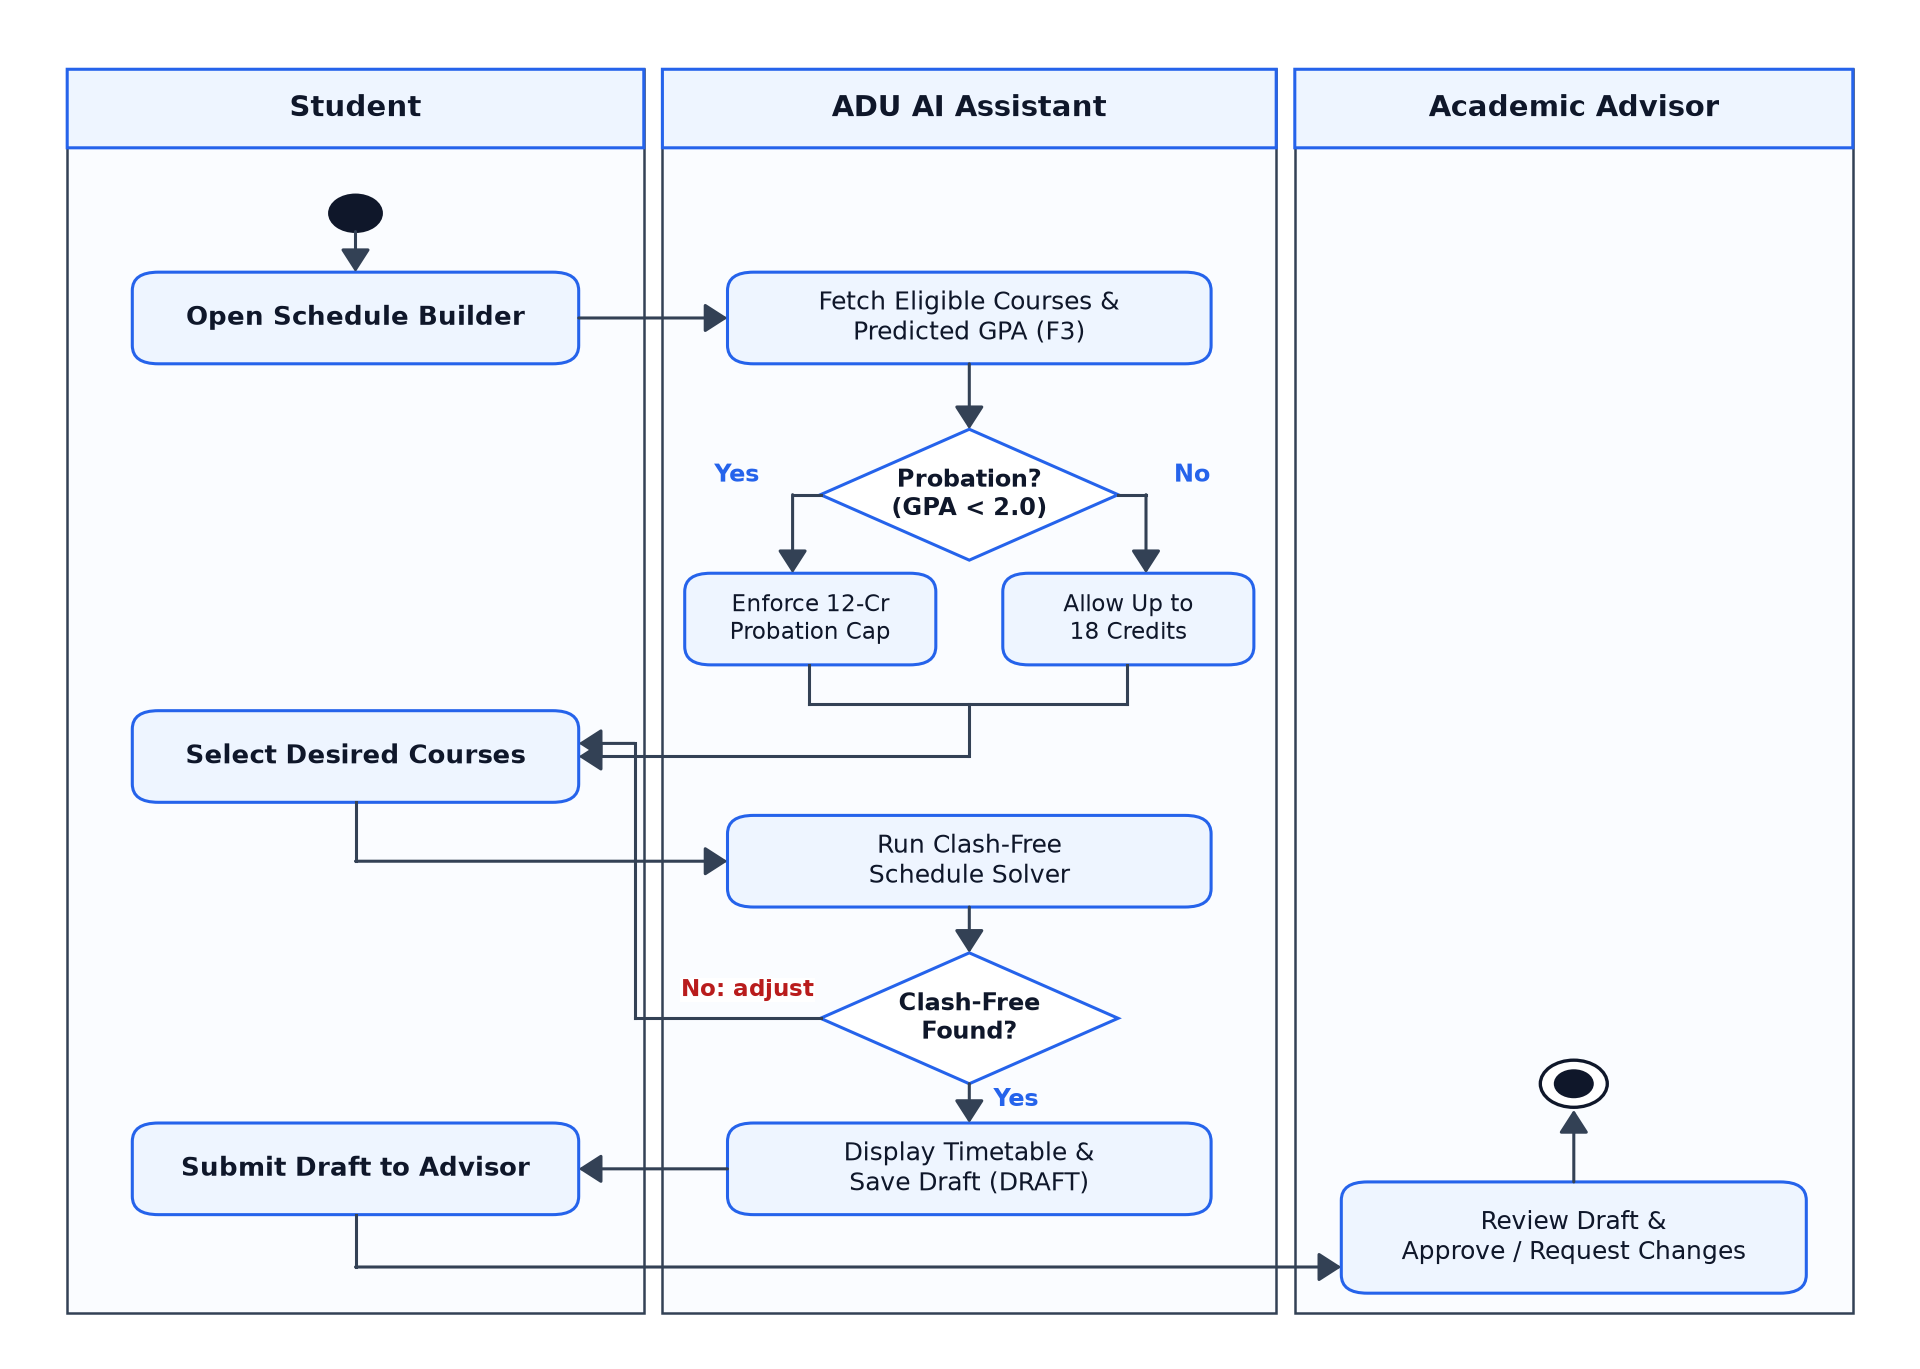 Student
ADU AI Assistant
Academic Advisor
Open Schedule Builder
Fetch Eligible Courses &
Predicted GPA (F3)
Yes
Probation?
(GPA < 2.0)
No
Enforce 12-Cr
Probation Cap
Allow Up to
18 Credits
Select Desired Courses
Run Clash-Free
Schedule Solver
No: adjust
Clash-Free
Found?
Yes
Submit Draft to Advisor
Display Timetable &
Save Draft (DRAFT)
Review Draft &
Approve / Request Changes